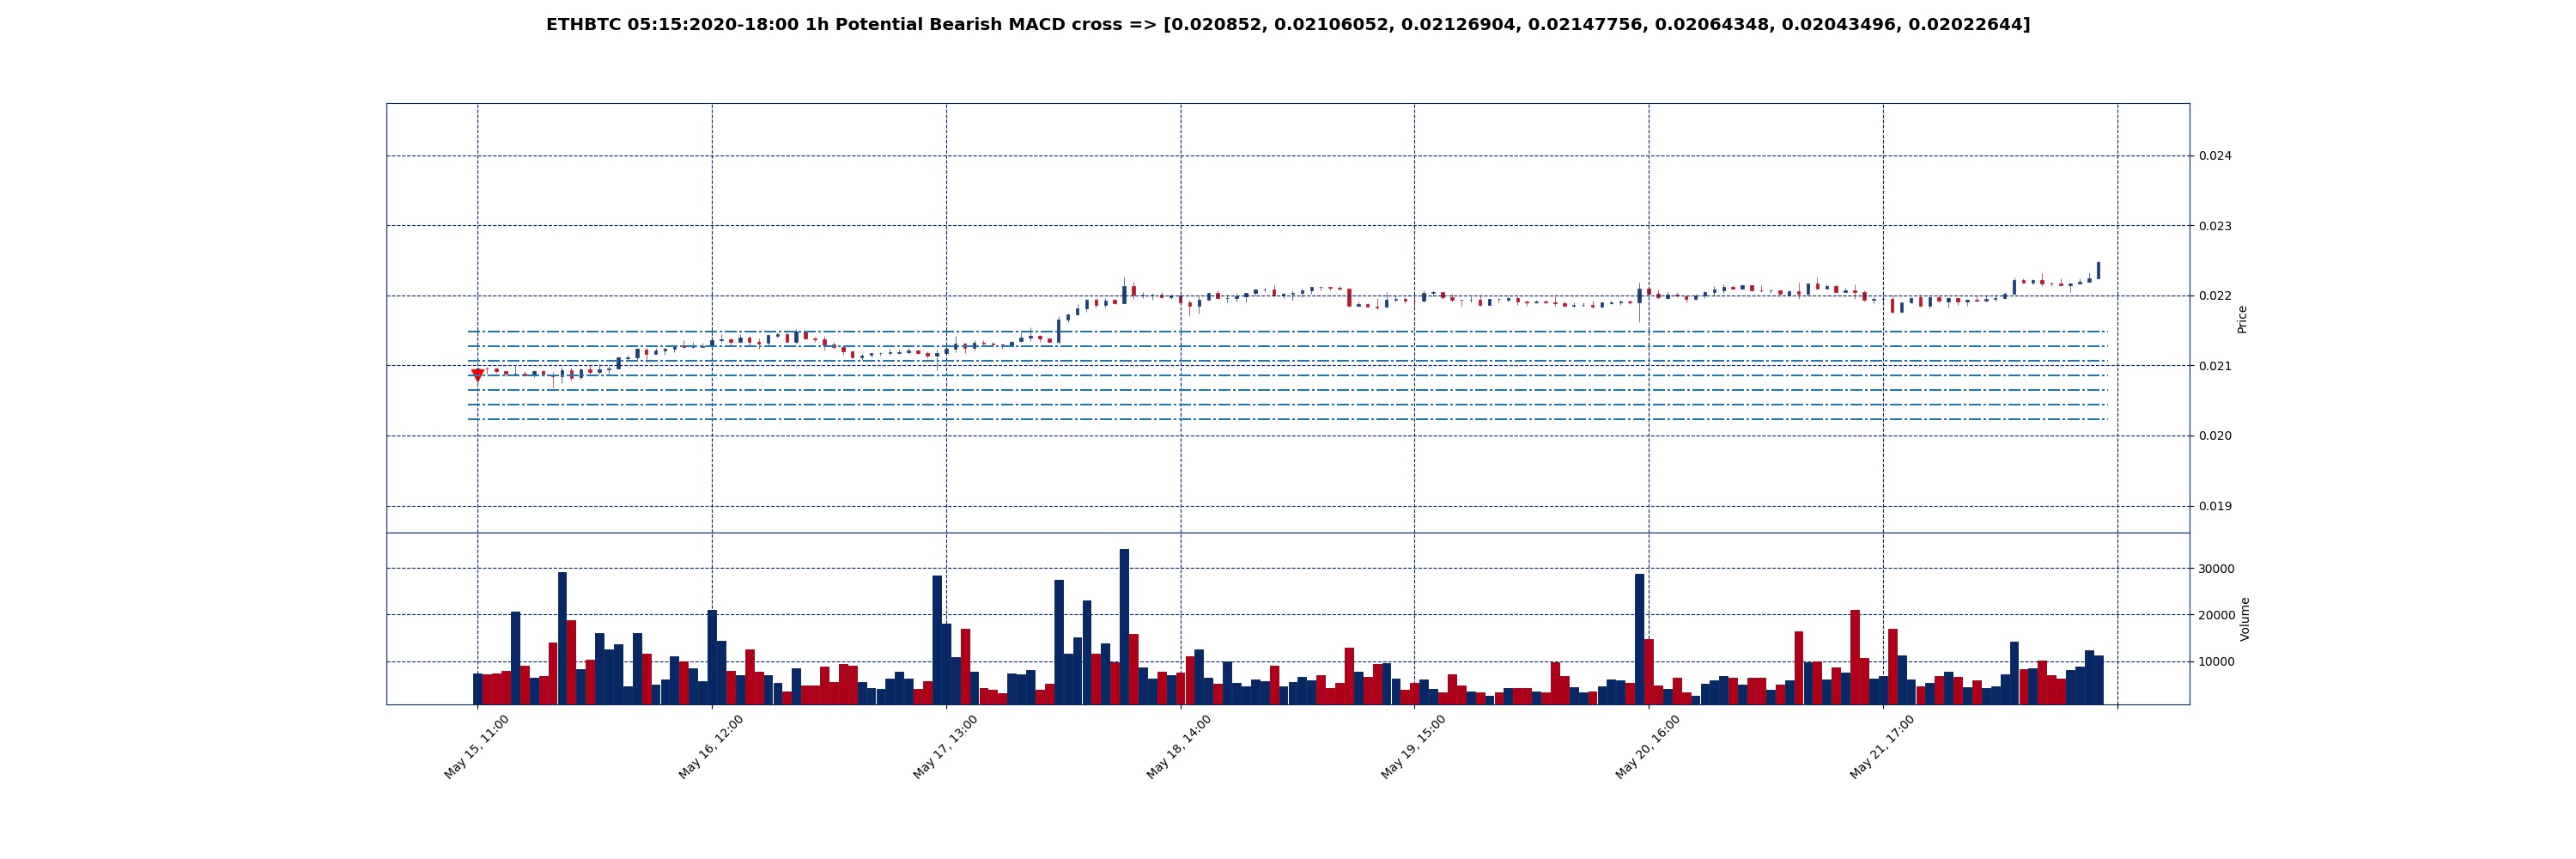 ETHBTC 05:15:2020-18:00 1h Potential Bearish MACD cross => [0.020852, 0.02106052, 0.02126904, 0.02147756, 0.02064348, 0.02043496, 0.02022644]
0.024
0.023
0.022
0.021
0.020
0.019
Price
30000
20000
10000
Volume
May 15, 11:00
May 16, 12:00
May 17, 13:00
May 18, 14:00
May 19, 15:00
May 20, 16:00
May 21, 17:00